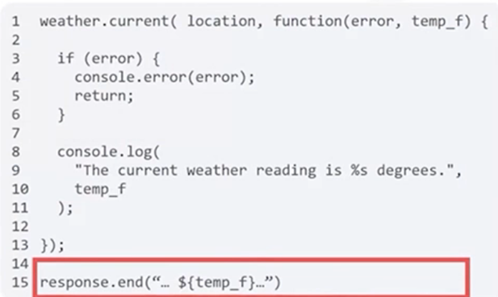 1 weather.current( location, function(error, temp_f) {
2
3 if (error) {
4 console.error(error);
5 return;
6 }
7
8 console.log(
9 "The current weather reading is %s degrees.",
10 temp_f
11 );
12
13 });
14
15 response.end(“… ${temp_f}…”)